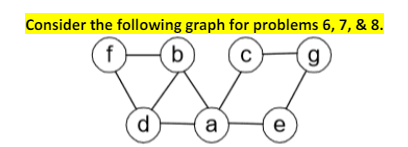 Consider the following graph for problems 6, 7, & 8.
f b c g
d a e